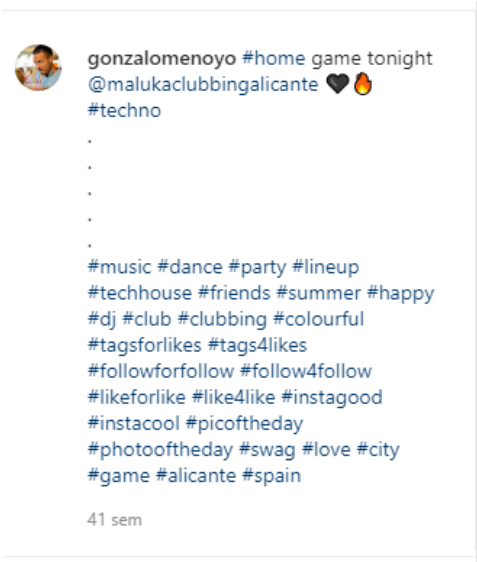 gonzalomenoyo #home game tonight
@malukaclubbingalicante 🖤🔥
#techno
.
.
.
.
.
#music #dance #party #lineup
#techhouse #friends #summer #happy
#dj #club #clubbing #colourful
#tagsforlikes #tags4likes
#followforfollow #follow4follow
#likeforlike #like4like #instagood
#instacool #picoftheday
#photooftheday #swag #love #city
#game #alicante #spain
41 sem